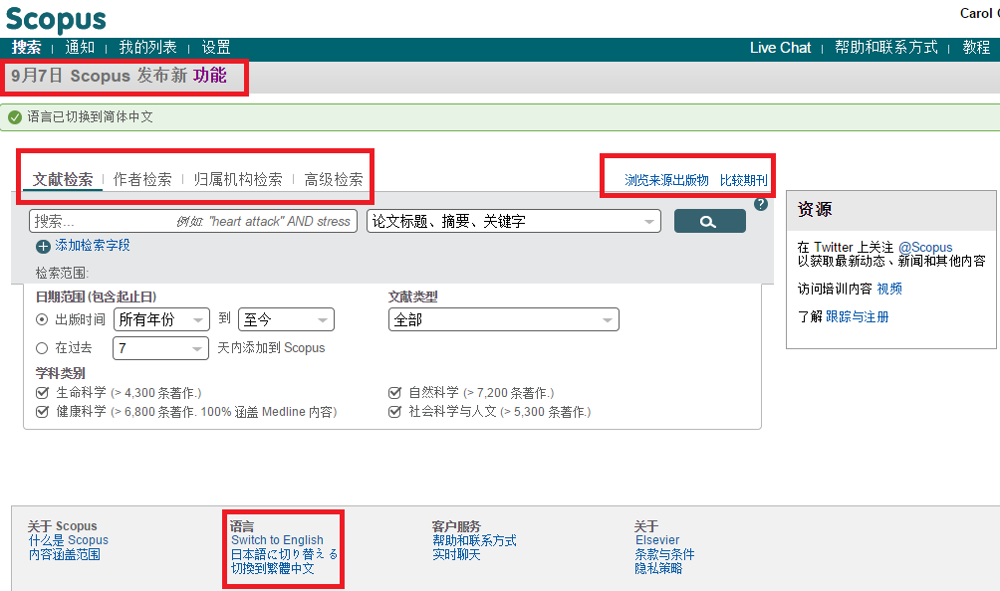 Scopus
Carol
搜索 通知 我的列表 设置 Live Chat 帮助和联系方式 教程
9月7日 Scopus 发布新 功能
语言已切换到简体中文
文献检索 作者检索 归属机构检索 高级检索 浏览来源出版物 比较期刊
搜索... 例如: "heart attack" AND stress 论文标题、摘要、关键字 ?
添加检索字段
检索范围:
日期范围(包含起止日) 文献类型
出版时间 所有年份 到 至今 全部
在过去 7 天内添加到 Scopus
学科类别
生命科学 (> 4,300 条著作.) 自然科学 (> 7,200 条著作.)
健康科学 (> 6,800 条著作. 100% 涵盖 Medline 内容) 社会科学与人文 (> 5,300 条著作.)
资源
在 Twitter 上关注 @Scopus
以获取最新动态、新闻和其他内容
访问培训内容 视频
了解 跟踪与注册
关于 Scopus
什么是 Scopus
内容涵盖范围
语言
Switch to English
日本語に切り替える
切換到繁體中文
客户服务
帮助和联系方式
实时聊天
关于
Elsevier
条款与条件
隐私策略